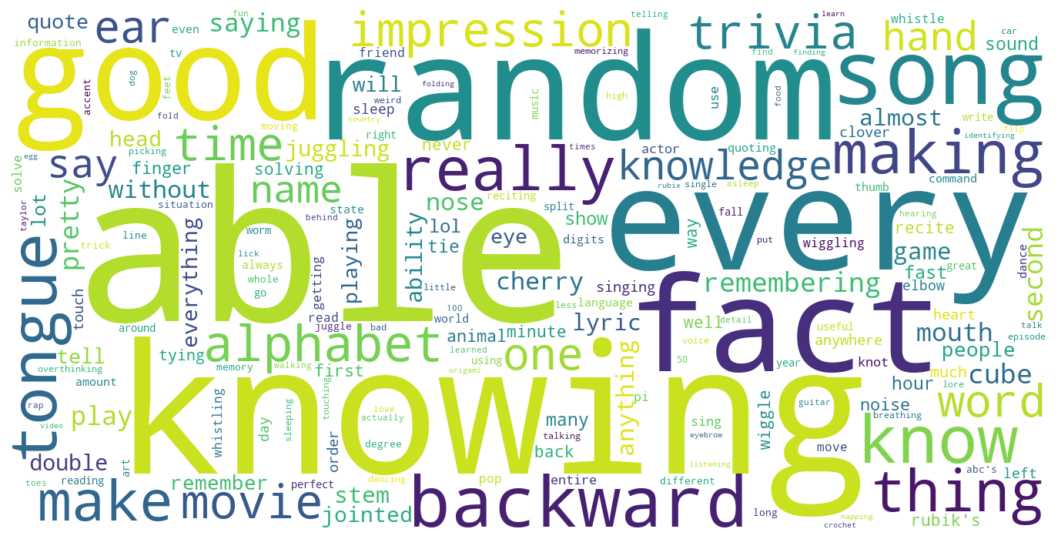 quote ear saying impression fun telling trivia learn hand whistle car
information even tv friend memorizing find finding sound
good random song
accent dog feet will weird folding high use food almost
fold sleep music clover write
moving country identifying flip
head time picking right never quoting actor
say juggling really knowledge making
egg solve lot pretty finger solving times rubix single asleep thumb command
without name nose reciting
taylor situation behind state ability lol split show way put fall wiggling recite hearing
tongue able every second
trick line worm tie eye digits game dance
everything lick always whole go playing cherry remembering fast great elbow
getting little less language singing fact
touch read 100 world lyric well detail useful heart mouth talk episode
around juggle bad animal minute voice anywhere
tell alphabet one knot people
overthinking memory learned using 50 year much
amount first walking origami touching anything hour cube lore
play knowing word
rap whistling day sleeping love actually many pi sing wiggle guitar noise breathing
video degree order talking back eyebrow move know
double art dancing
toes reading remember perfect pop entire listening different abc's left
make movie stem backward long thing
jointed napping crochet rubik's